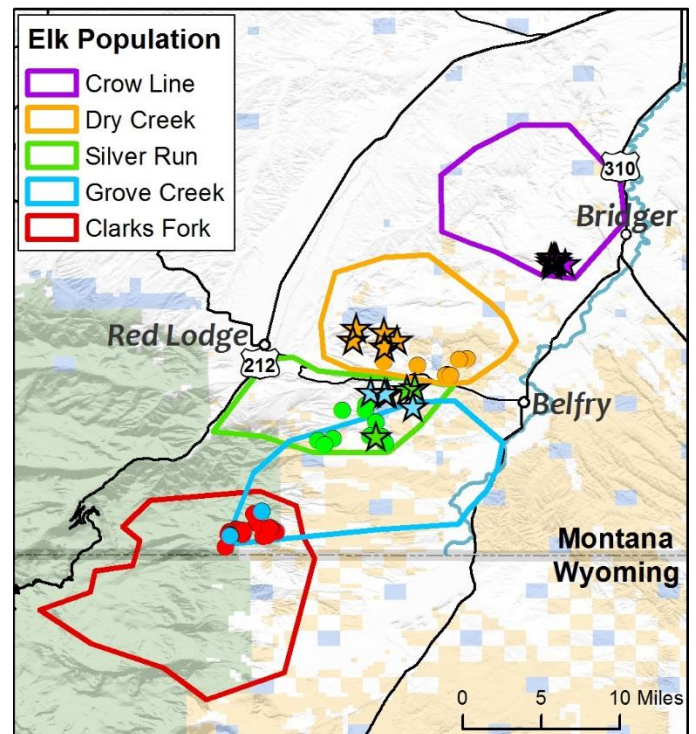 Elk Population
Crow Line
Dry Creek
Silver Run
Grove Creek
Clarks Fork
310
Bridger
Red Lodge
212
Belfry
Montana
Wyoming
0 5 10 Miles